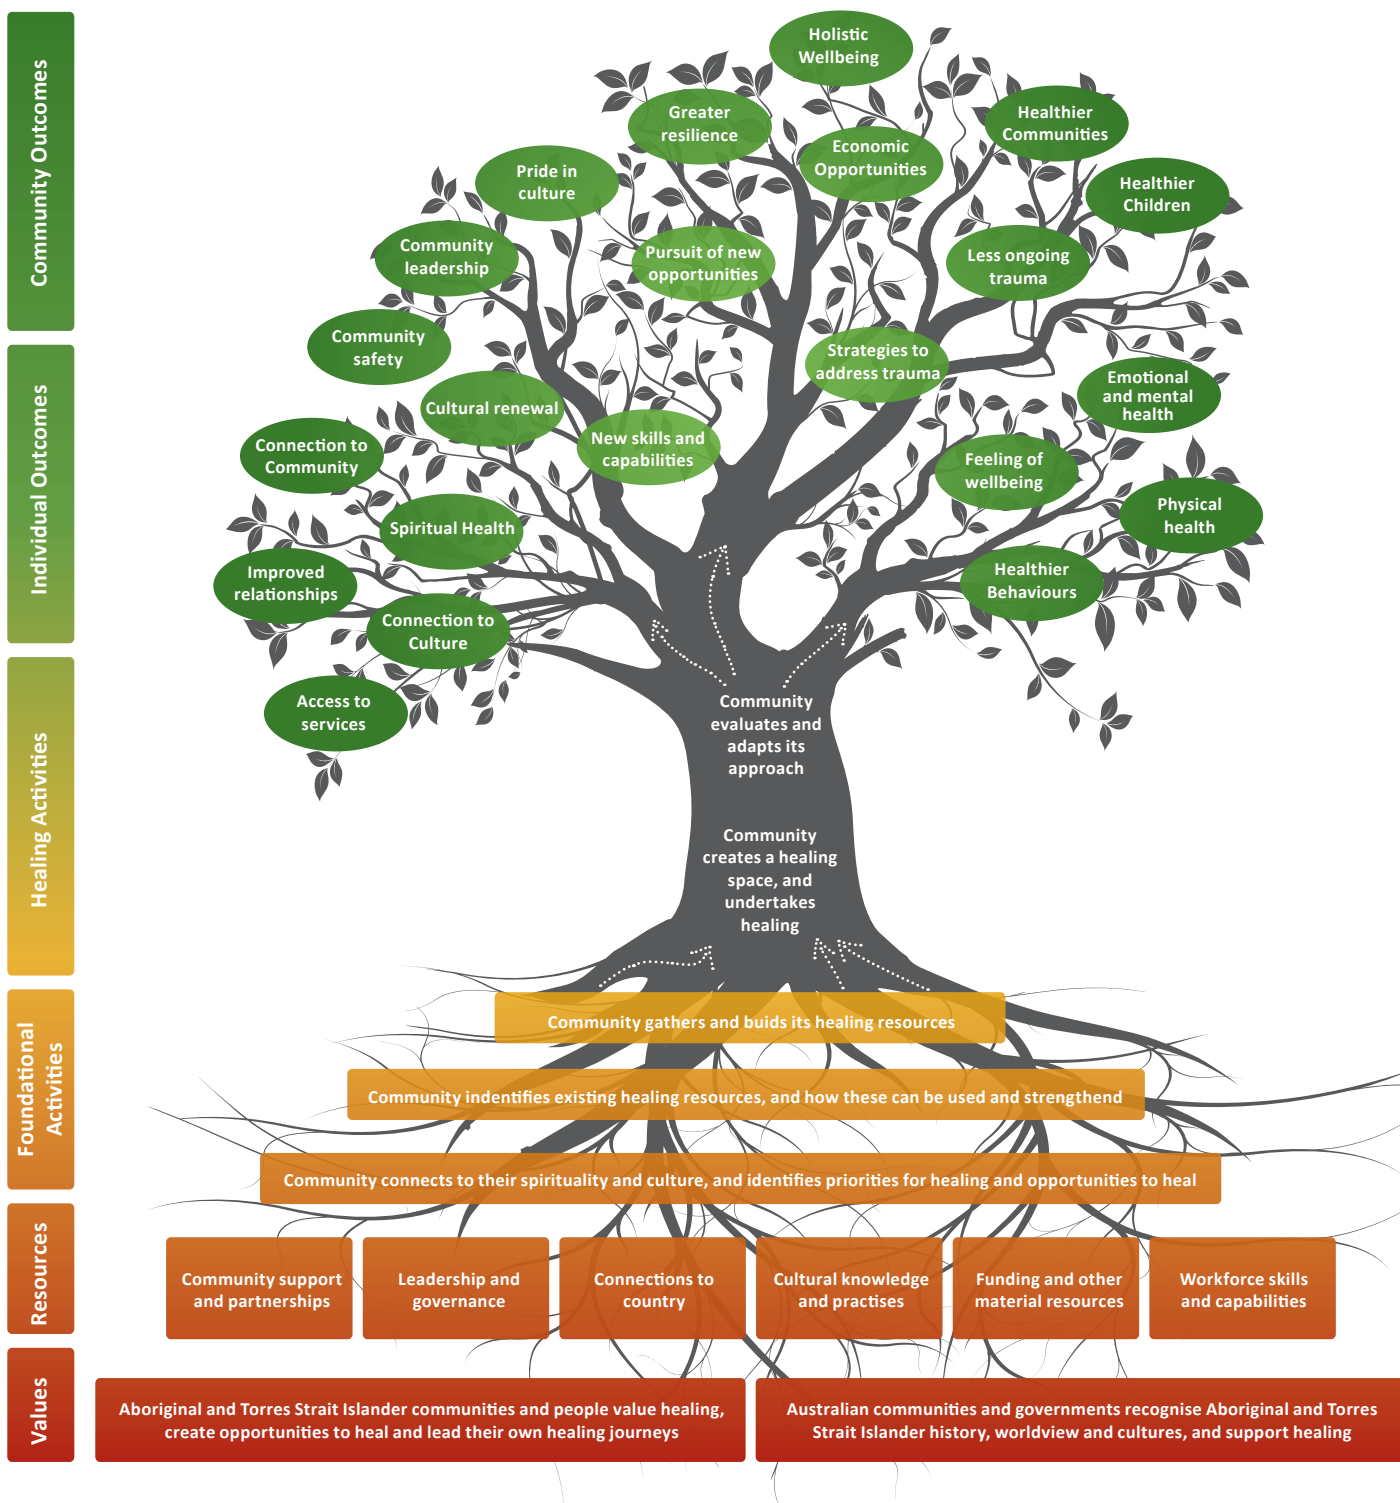 Community Outcomes
Holistic
Wellbeing
Greater
resilience
Healthier
Communities
Economic
Opportunities
Pride in
culture
Healthier
Children
Community
leadership
Pursuit of new
opportunities
Less ongoing
trauma
Community
safety
Strategies to
address trauma
Individual Outcomes
Emotional
and mental
health
Cultural renewal
New skills and
capabilities
Connection to
Community
Feeling of
wellbeing
Spiritual Health
Physical
health
Improved
relationships
Healthier
Behaviours
Connection to
Culture
Access to
services
Healing Activities
Community
evaluates and
adapts its
approach
Community
creates a healing
space, and
undertakes
healing
Foundational
Activities
Community gathers and buids its healing resources
Community indentifies existing healing resources, and how these can be used and strengthend
Community connects to their spirituality and culture, and identifies priorities for healing and opportunities to heal
Resources
Community support
and partnerships
Leadership and
governance
Connections to
country
Cultural knowledge
and practises
Funding and other
material resources
Workforce skills
and capabilities
Values
Aboriginal and Torres Strait Islander communities and people value healing,
create opportunities to heal and lead their own healing journeys
Australian communities and governments recognise Aboriginal and Torres
Strait Islander history, worldview and cultures, and support healing